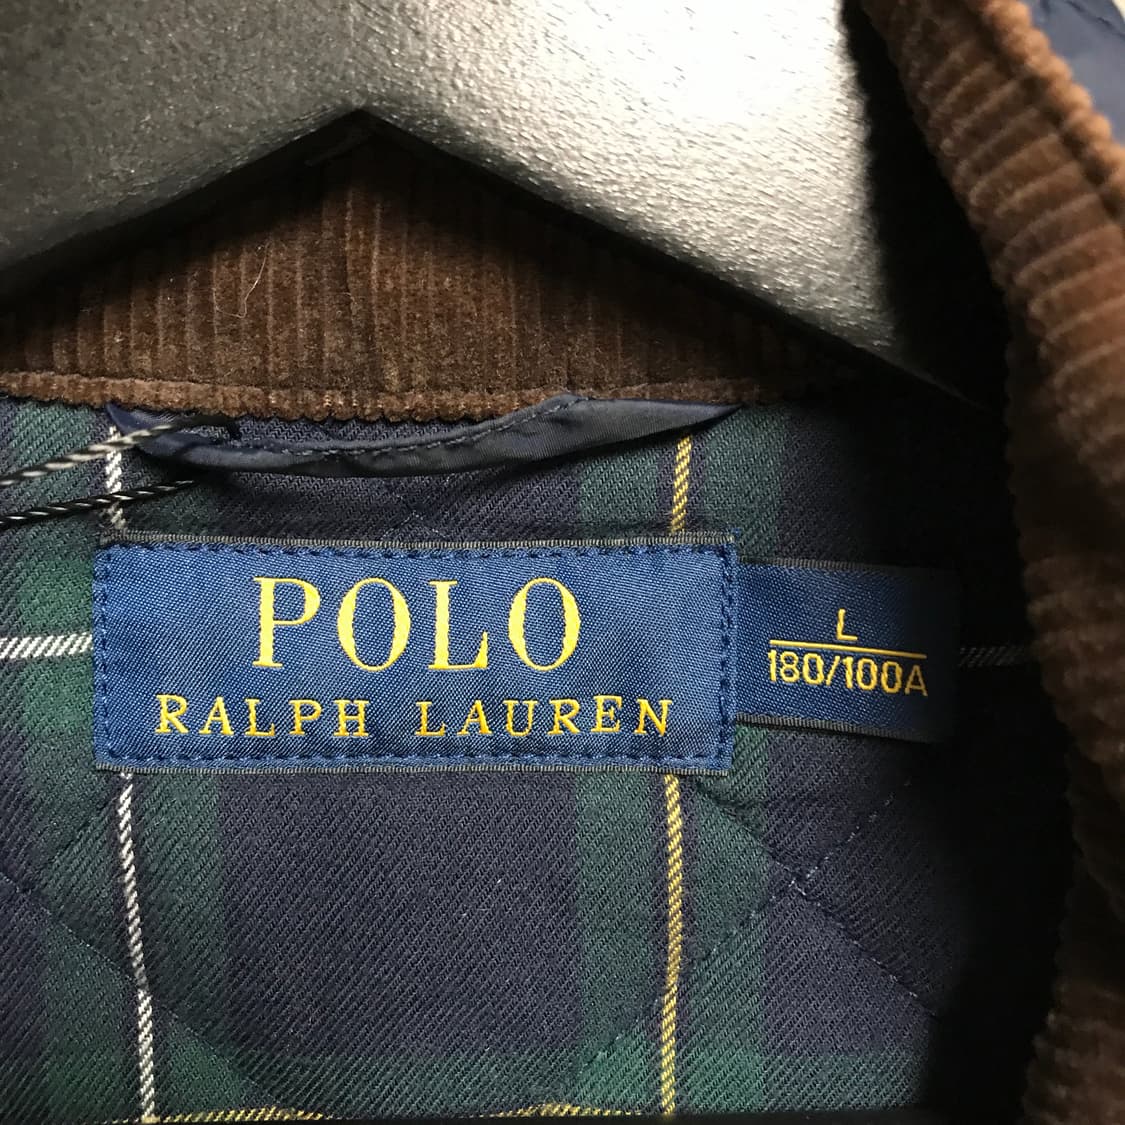 POLO
RALPH LAUREN
L
180/100A